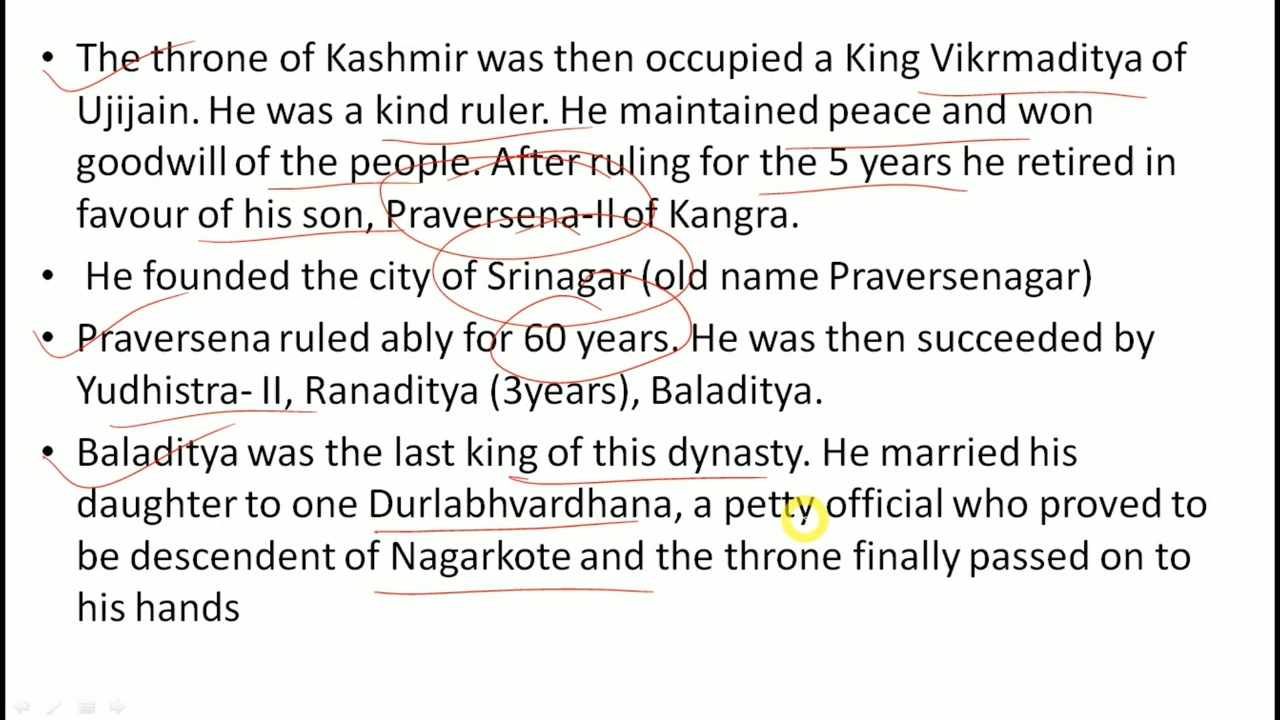 • The throne of Kashmir was then occupied a King Vikrmaditya of
Ujijain. He was a kind ruler. He maintained peace and won
goodwill of the people. After ruling for the 5 years he retired in
favour of his son, Praversena-II of Kangra.
• He founded the city of Srinagar (old name Praversenagar)
• Praversena ruled ably for 60 years. He was then succeeded by
Yudhistra- II, Ranaditya (3years), Baladitya.
• Baladitya was the last king of this dynasty. He married his
daughter to one Durlabhvardhana, a petty official who proved to
be descendent of Nagarkote and the throne finally passed on to
his hands